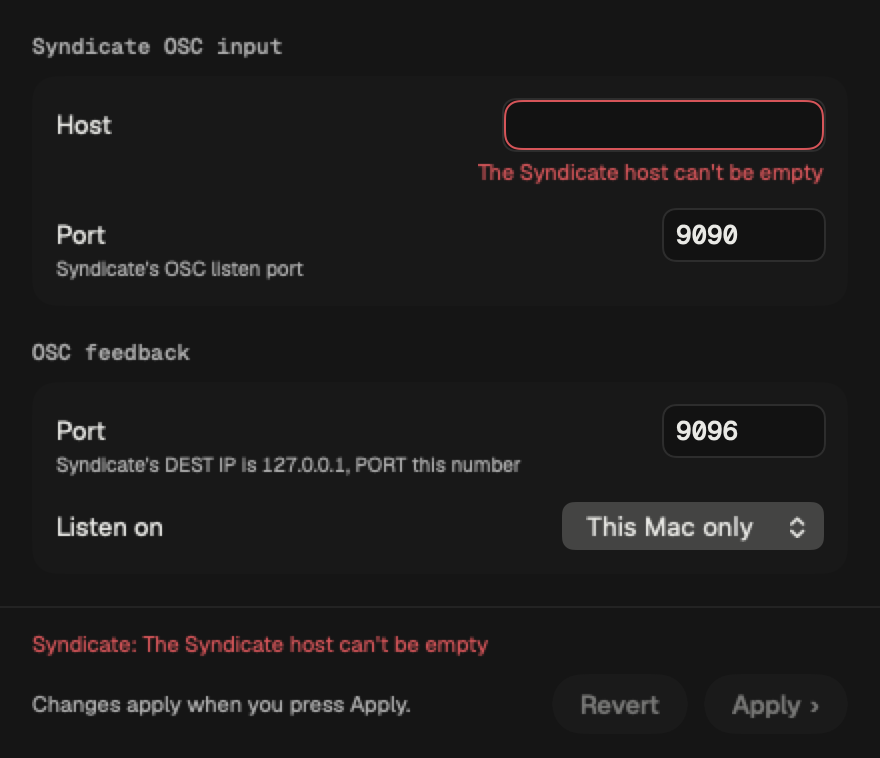 Syndicate OSC input
Host
The Syndicate host can't be empty
Port
9090
Syndicate's OSC listen port
OSC feedback
Port
9096
Syndicate's DEST IP is 127.0.0.1, PORT this number
Listen on
This Mac only
Syndicate: The Syndicate host can't be empty
Changes apply when you press Apply.
Revert
Apply ›